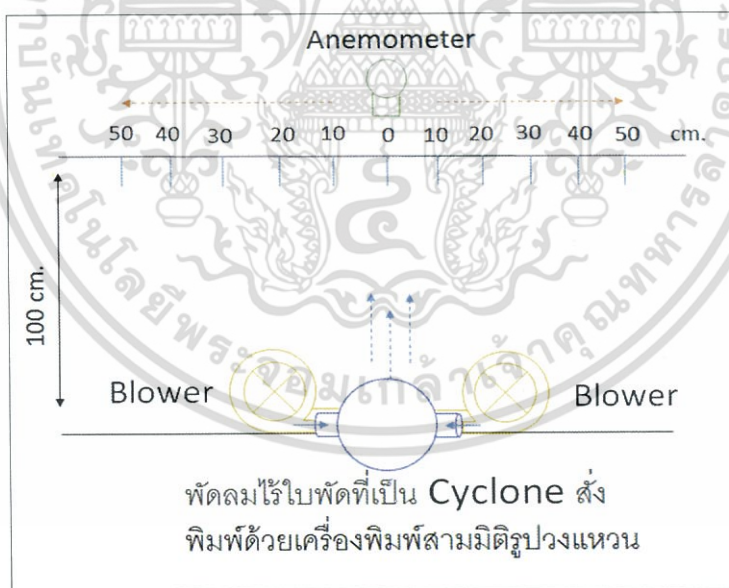 Anemometer
50 40 30 20 10 0 10 20 30 40 50 cm.
100 cm.
Blower
Blower
พัดลมไร้ใบพัดที่เป็น Cyclone สั่ง
พิมพ์ด้วยเครื่องพิมพ์สามมิติรูปวงแหวน